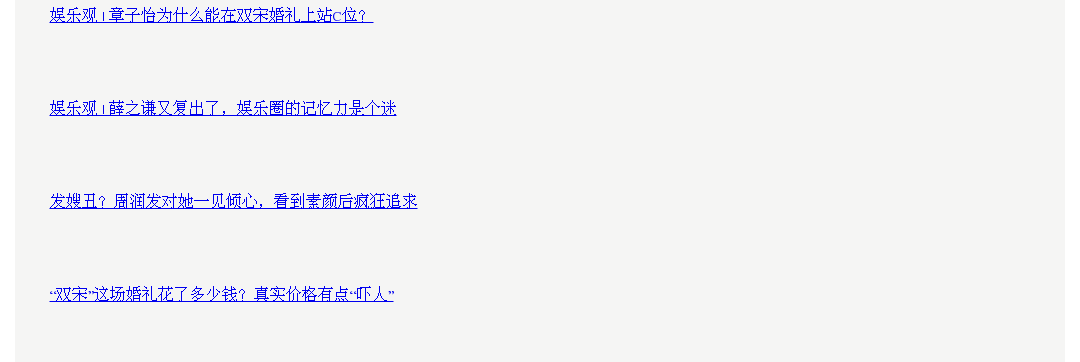 娱乐观 | 章子怡为什么能在双宋婚礼上站C位？
娱乐观 | 薛之谦又复出了，娱乐圈的记忆力是个迷
发嫂丑？周润发对她一见倾心，看到素颜后疯狂追求
“双宋”这场婚礼花了多少钱？真实价格有点“吓人”